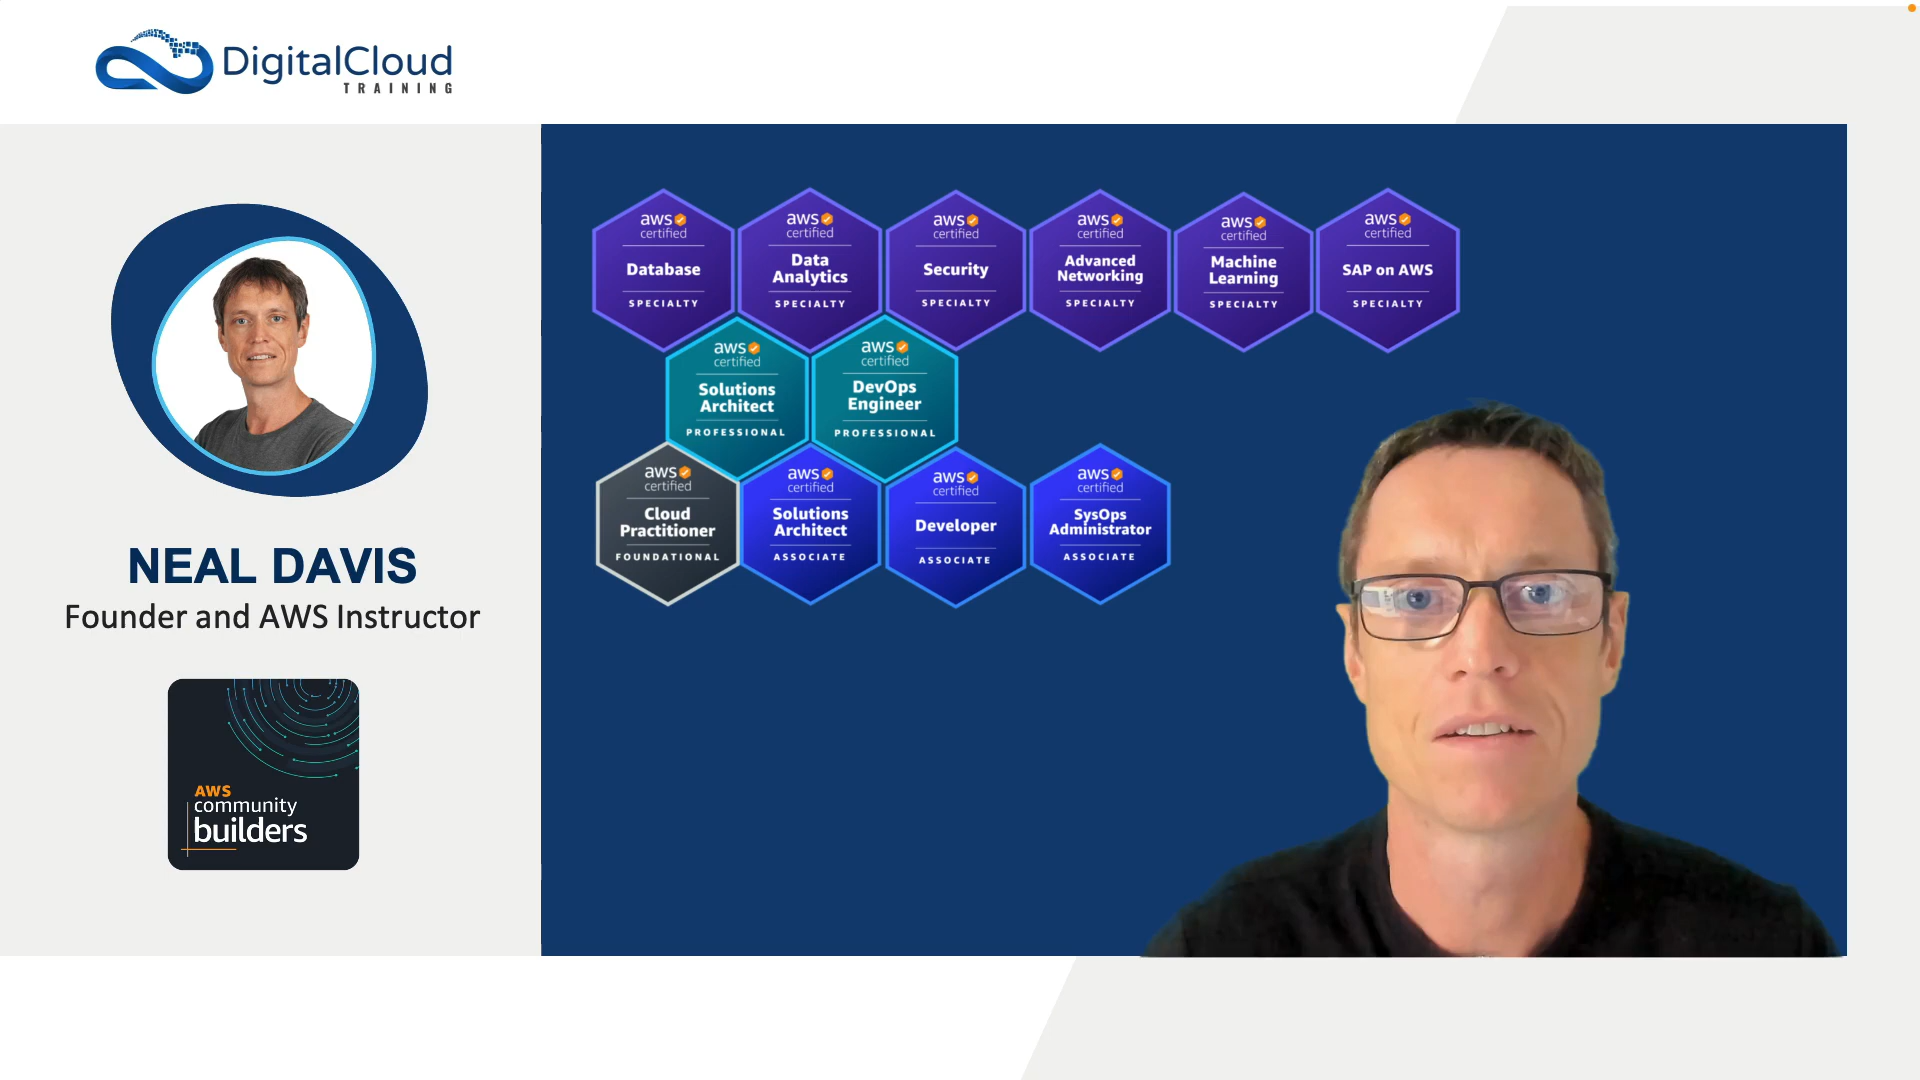 DigitalCloud
TRAINING
NEAL DAVIS
Founder and AWS Instructor
AWS
community
builders
aws
certified
Database
SPECIALTY
aws
certified
Data
Analytics
SPECIALTY
aws
certified
Security
SPECIALTY
aws
certified
Advanced
Networking
SPECIALTY
aws
certified
Machine
Learning
SPECIALTY
aws
certified
SAP on AWS
SPECIALTY
aws
certified
Solutions
Architect
PROFESSIONAL
aws
certified
DevOps
Engineer
PROFESSIONAL
aws
certified
Cloud
Practitioner
FOUNDATIONAL
aws
certified
Solutions
Architect
ASSOCIATE
aws
certified
Developer
ASSOCIATE
aws
certified
SysOps
Administrator
ASSOCIATE